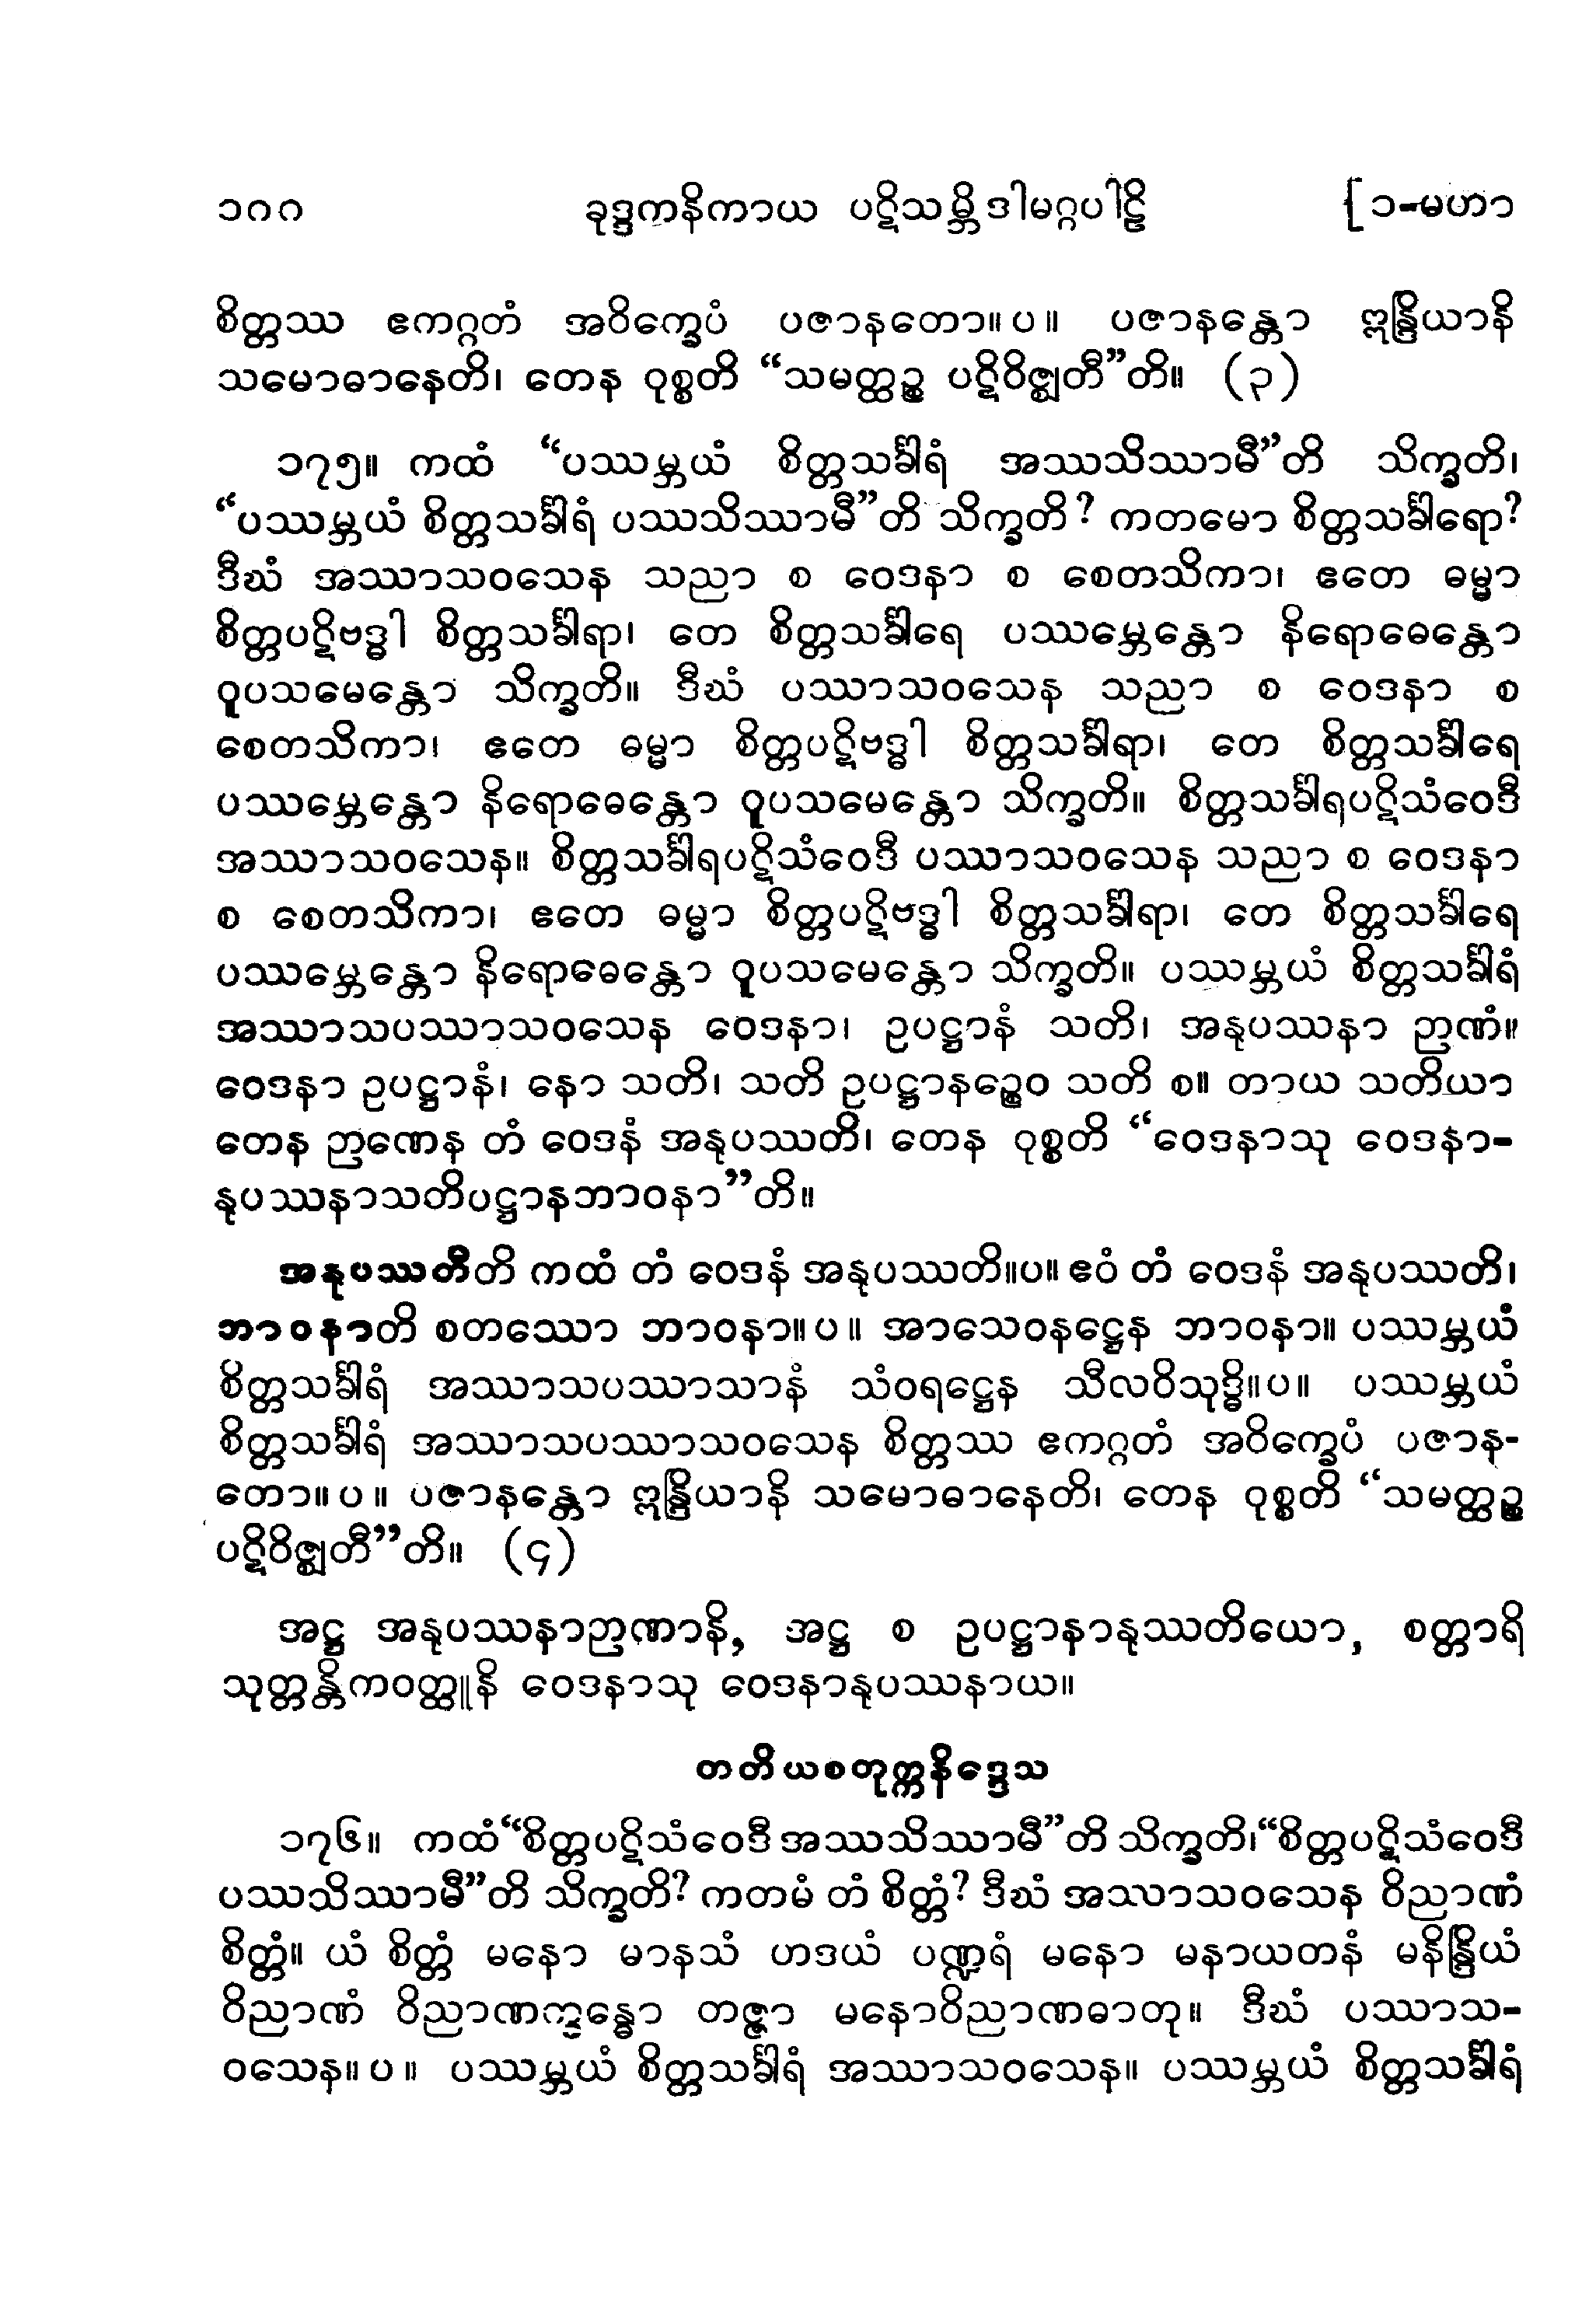 ၁၈၈ ခုဒ္ဒကနိကာယ ပဋိသမ္ဘိဒါမဂ္ဂပါဠိ [၁-မဟာ
စိတ္တဿ ဧကဂ္ဂတံ အဝိက္ခေပံ ပဇာနတော။ပ။ ပဇာနန္တော ဣန္ဒြိယာနိ
သမောဓာနေတိ၊ တေန ဝုစ္စတိ “သမတ္ထဉ္စ ပဋိဝိဇ္ဈတီ”တိ။ (၃)
၁၇၅။ ကထံ “ပဿမ္ဘယံ စိတ္တသင်္ခါရံ အဿသိဿာမီ”တိ သိက္ခတိ၊
“ပဿမ္ဘယံ စိတ္တသင်္ခါရံ ပဿသိဿာမီ”တိ သိက္ခတိ? ကတမော စိတ္တသင်္ခါရော?
ဒီဃံ အဿာသဝသေန သညာ စ ဝေဒနာ စ စေတသိကာ၊ ဧတေ ဓမ္မာ
စိတ္တပဋိဗဒ္ဓါ စိတ္တသင်္ခါရာ၊ တေ စိတ္တသင်္ခါရေ ပဿမ္ဘေန္တော နိရောဓေန္တော
ဝူပသမေန္တော သိက္ခတိ။ ဒီဃံ ပဿာသဝသေန သညာ စ ဝေဒနာ စ
စေတသိကာ၊ ဧတေ ဓမ္မာ စိတ္တပဋိဗဒ္ဓါ စိတ္တသင်္ခါရာ၊ တေ စိတ္တသင်္ခါရေ
ပဿမ္ဘေန္တော နိရောဓေန္တော ဝူပသမေန္တော သိက္ခတိ။ စိတ္တသင်္ခါရပဋိသံဝေဒီ
အဿာသဝသေန။ စိတ္တသင်္ခါရပဋိသံဝေဒီ ပဿာသဝသေန သညာ စ ဝေဒနာ
စ စေတသိကာ၊ ဧတေ ဓမ္မာ စိတ္တပဋိဗဒ္ဓါ စိတ္တသင်္ခါရာ၊ တေ စိတ္တသင်္ခါရေ
ပဿမ္ဘေန္တော နိရောဓေန္တော ဝူပသမေန္တော သိက္ခတိ။ ပဿမ္ဘယံ စိတ္တသင်္ခါရံ
အဿာသပဿာသဝသေန ဝေဒနာ၊ ဥပဋ္ဌာနံ သတိ၊ အနုပဿနာ ဉာဏံ။
ဝေဒနာ ဥပဋ္ဌာနံ၊ နော သတိ၊ သတိ ဥပဋ္ဌာနဉ္စေဝ သတိ စ။ တာယ သတိယာ
တေန ဉာဏေန တံ ဝေဒနံ အနုပဿတိ၊ တေန ဝုစ္စတိ “ဝေဒနာသု ဝေဒနာ-
နုပဿနာသတိပဋ္ဌာနဘာဝနာ”တိ။
အနုပဿတီတိ ကထံ တံ ဝေဒနံ အနုပဿတိ။ပ။ ဧဝံ တံ ဝေဒနံ အနုပဿတိ၊
ဘာဝနာတိ စတဿော ဘာဝနာ။ပ။ အာသေဝနဋ္ဌေန ဘာဝနာ။ ပဿမ္ဘယံ
စိတ္တသင်္ခါရံ အဿာသပဿာသာနံ သံဝရဋ္ဌေန သီလဝိသုဒ္ဓိ။ပ။ ပဿမ္ဘယံ
စိတ္တသင်္ခါရံ အဿာသပဿာသဝသေန စိတ္တဿ ဧကဂ္ဂတံ အဝိက္ခေပံ ပဇာန-
တော။ပ။ ပဇာနန္တော ဣန္ဒြိယာနိ သမောဓာနေတိ၊ တေန ဝုစ္စတိ “သမတ္ထဉ္စ
ပဋိဝိဇ္ဈတီ”တိ။ (၄)
အဋ္ဌ အနုပဿနာဉာဏာနိ, အဋ္ဌ စ ဥပဋ္ဌာနာနုဿတိယော, စတ္တာရိ
သုတ္တန္တိကဝတ္ထူနိ ဝေဒနာသု ဝေဒနာနုပဿနာယ။
တတိယစတုက္ကနိဒ္ဒေသ
၁၇၆။ ကထံ“စိတ္တပဋိသံဝေဒီ အဿသိဿာမီ”တိ သိက္ခတိ၊“စိတ္တပဋိသံဝေဒီ
ပဿသိဿာမီ”တိ သိက္ခတိ? ကတမံ တံ စိတ္တံ? ဒီဃံ အဿာသဝသေန ဝိညာဏံ
စိတ္တံ။ ယံ စိတ္တံ မနော မာနသံ ဟဒယံ ပဏ္ဍရံ မနော မနာယတနံ မနိန္ဒြိယံ
ဝိညာဏံ ဝိညာဏက္ခန္ဓော တဇ္ဇာ မနောဝိညာဏဓာတု။ ဒီဃံ ပဿာသ-
ဝသေန။ပ။ ပဿမ္ဘယံ စိတ္တသင်္ခါရံ အဿာသဝသေန။ ပဿမ္ဘယံ စိတ္တသင်္ခါရံ